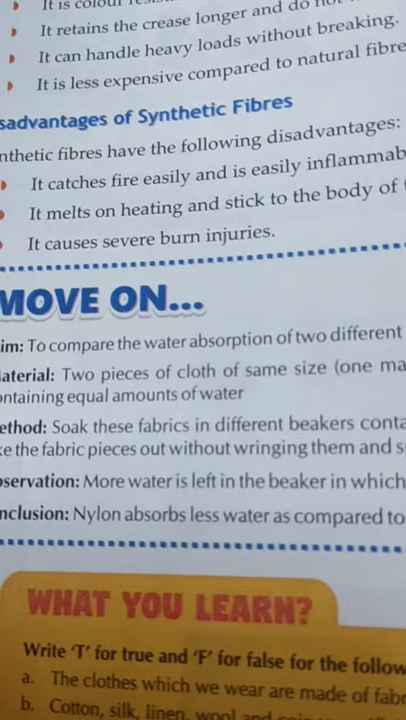 It is colour
It retains the crease longer and do not
It can handle heavy loads without breaking.
It is less expensive compared to natural fibre
sadvantages of Synthetic Fibres
nthetic fibres have the following disadvantages:
It catches fire easily and is easily inflammab
It melts on heating and stick to the body of
It causes severe burn injuries.
MOVE ON...
im: To compare the water absorption of two different
aterial: Two pieces of cloth of same size (one ma
ontaining equal amounts of water
ethod: Soak these fabrics in different beakers conta
ke the fabric pieces out without wringing them and s
servation: More water is left in the beaker in which
nclusion: Nylon absorbs less water as compared to
WHAT YOU LEARN?
Write 'T' for true and 'F' for false for the follow
a. The clothes which we wear are made of fabr
b. Cotton, silk, linen, wool and